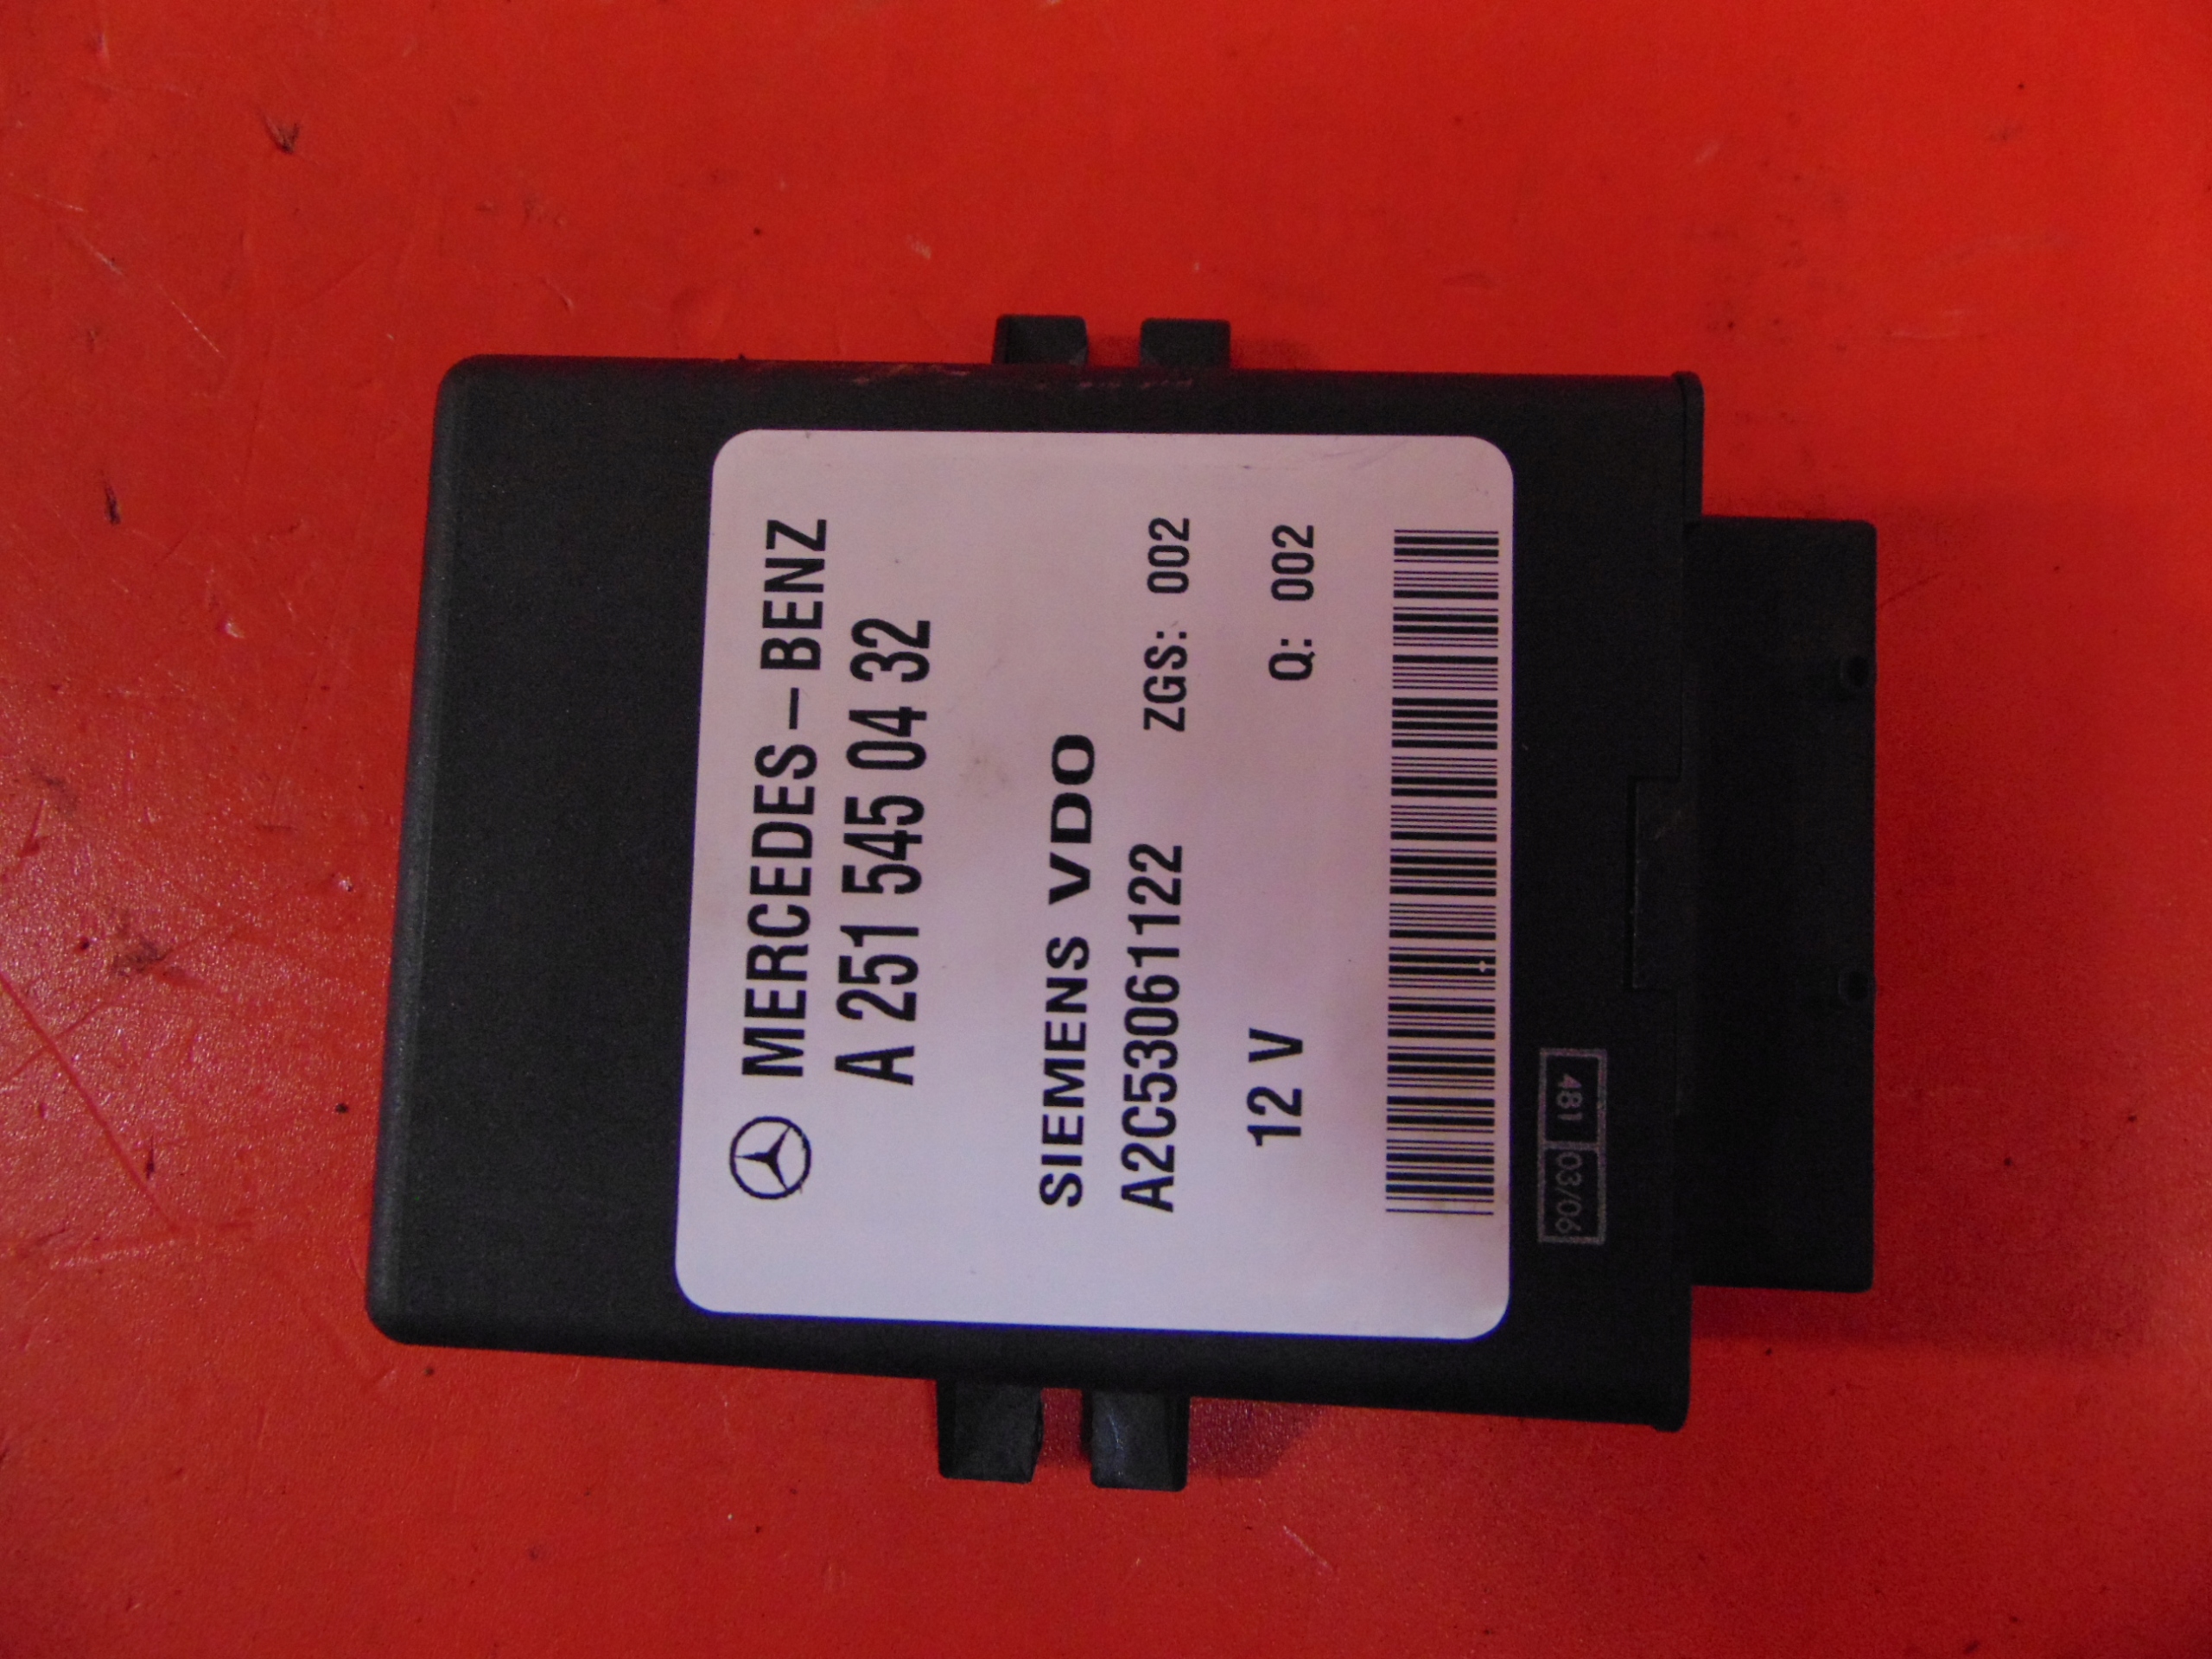 MERCEDES-BENZ
A 251 545 04 32
SIEMENS VDO
A2C53061122 ZGS: 002
12 V Q: 002
481 03/06